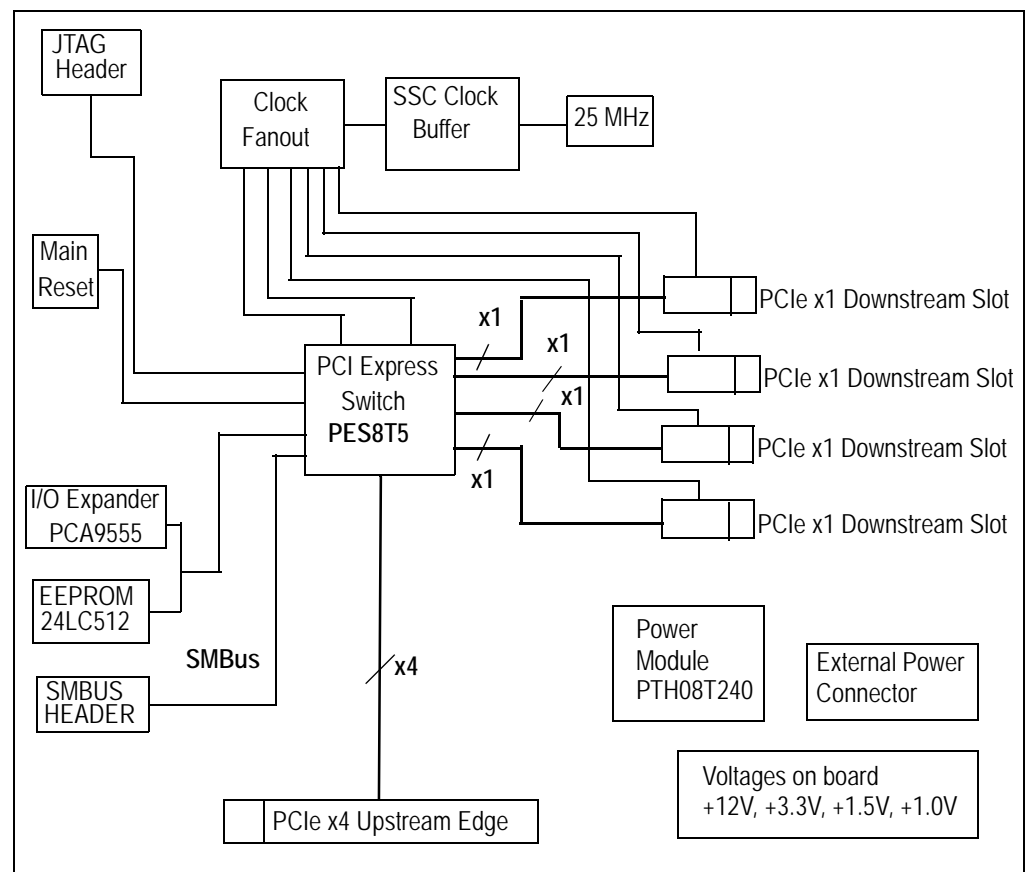 JTAG
Header
Clock
Fanout
SSC Clock
Buffer
25 MHz
Main
Reset
PCIe x1 Downstream Slot
x1
x1
PCI Express
Switch
PES8T5
PCIe x1 Downstream Slot
x1
PCIe x1 Downstream Slot
x1
I/O Expander
PCA9555
PCIe x1 Downstream Slot
EEPROM
24LC512
SMBus
x4
Power
Module
PTH08T240
External Power
Connector
SMBUS
HEADER
Voltages on board
+12V, +3.3V, +1.5V, +1.0V
PCIe x4 Upstream Edge